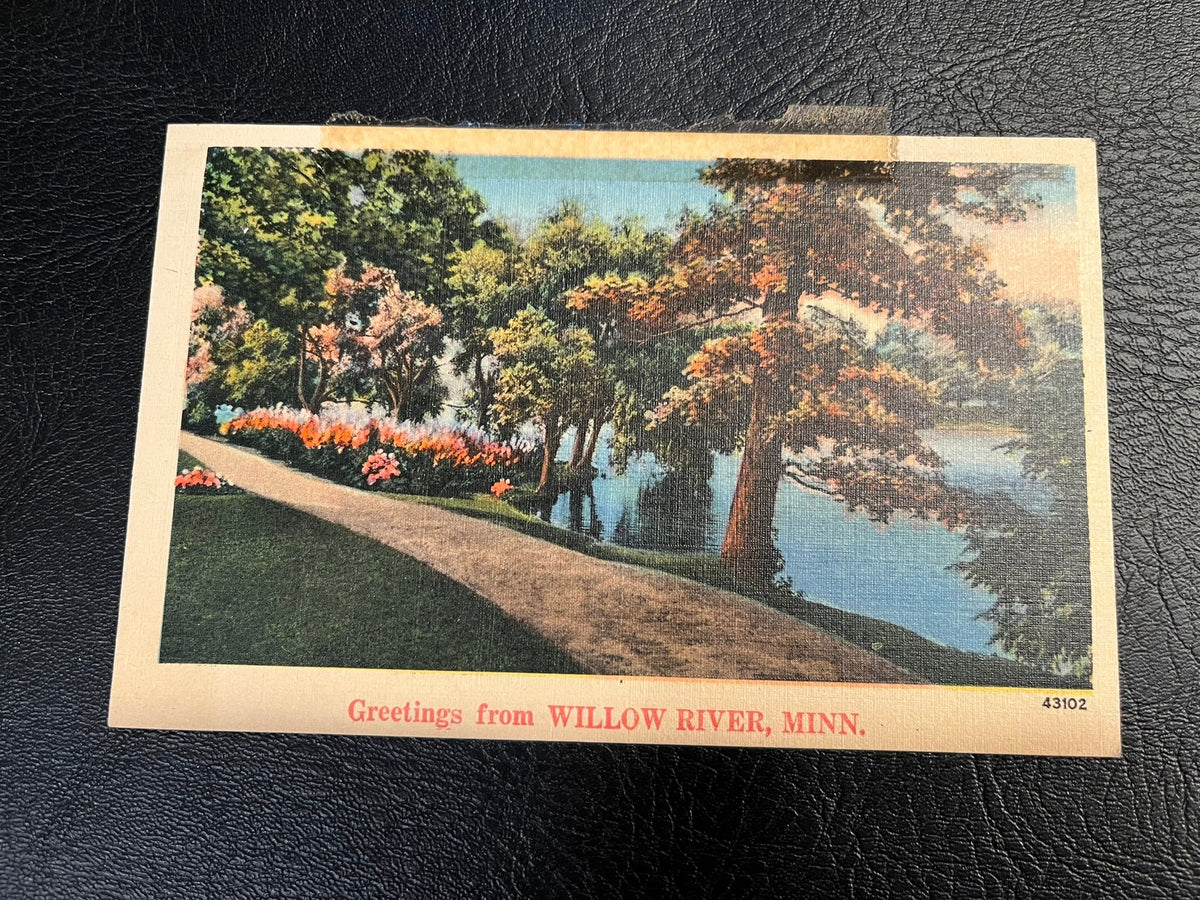 43102
Greetings from WILLOW RIVER, MINN.